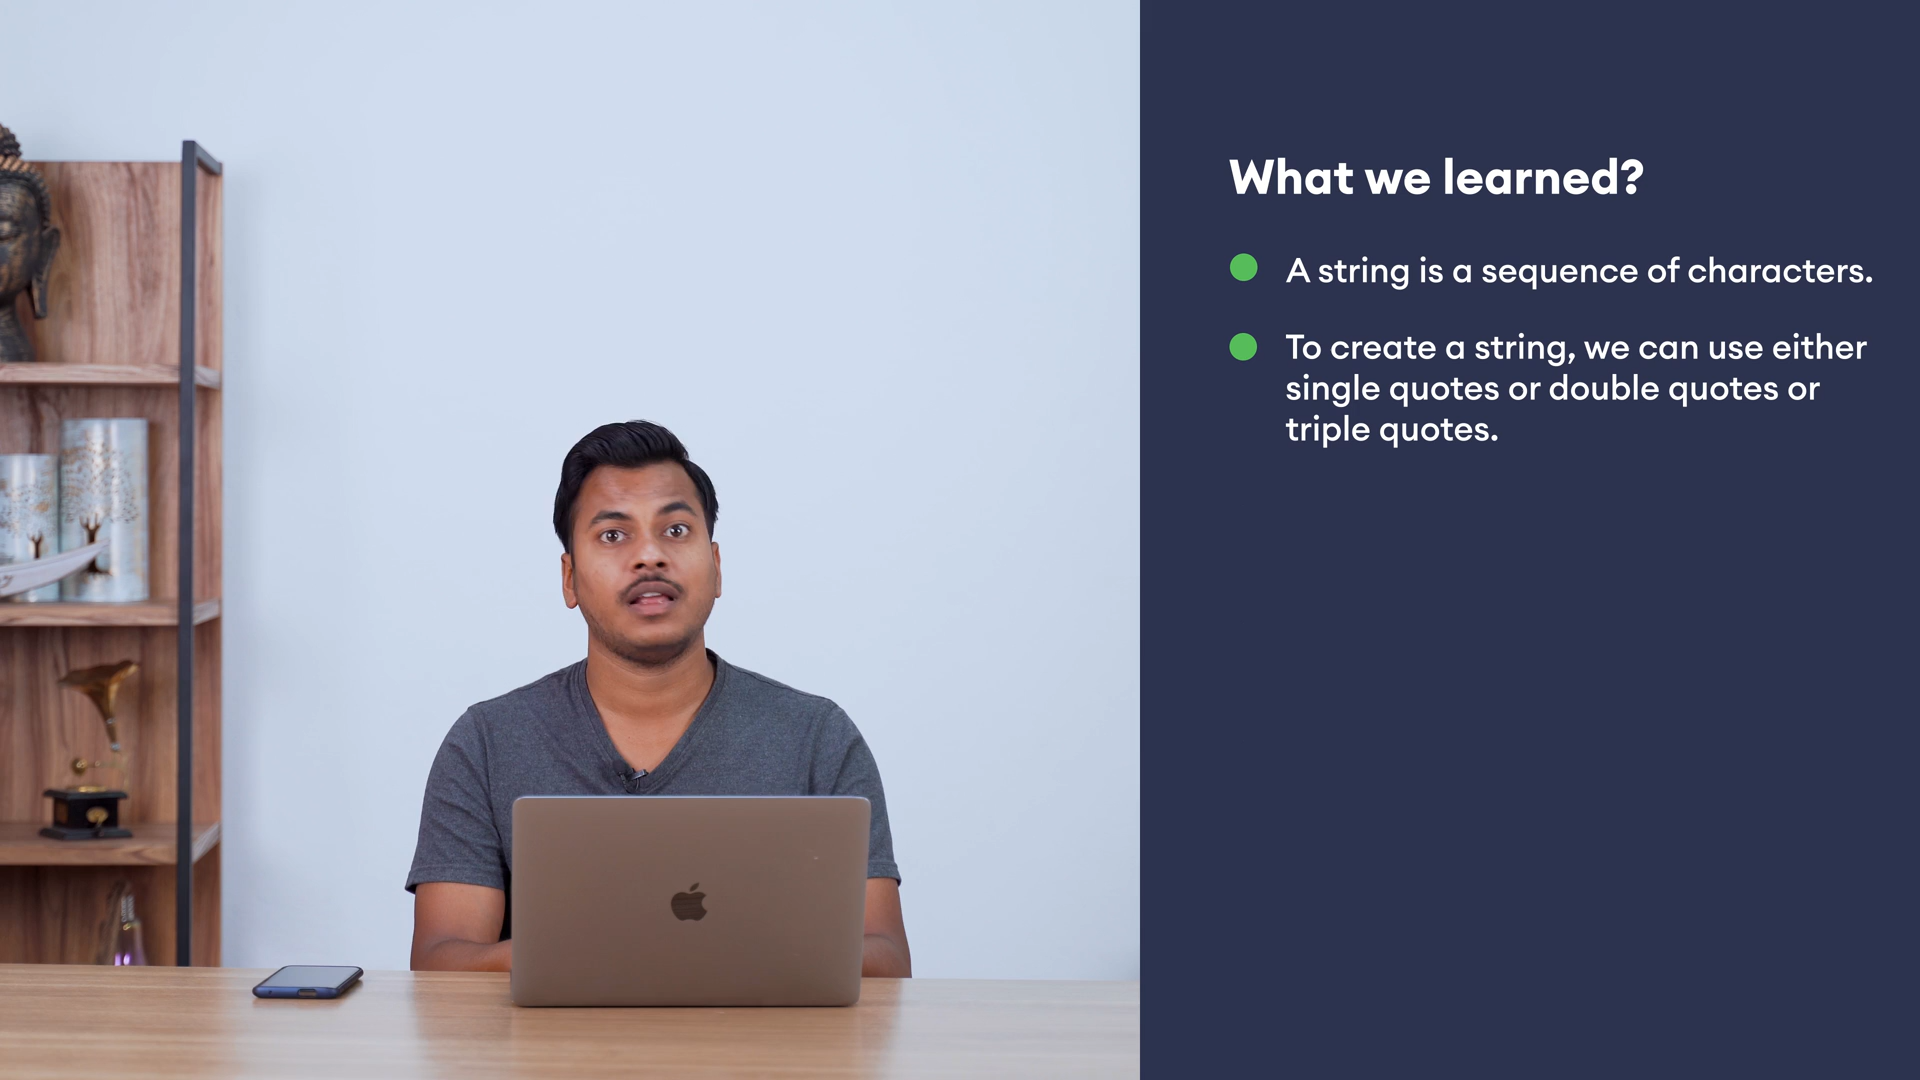 What we learned?
A string is a sequence of characters.
To create a string, we can use either
single quotes or double quotes or
triple quotes.